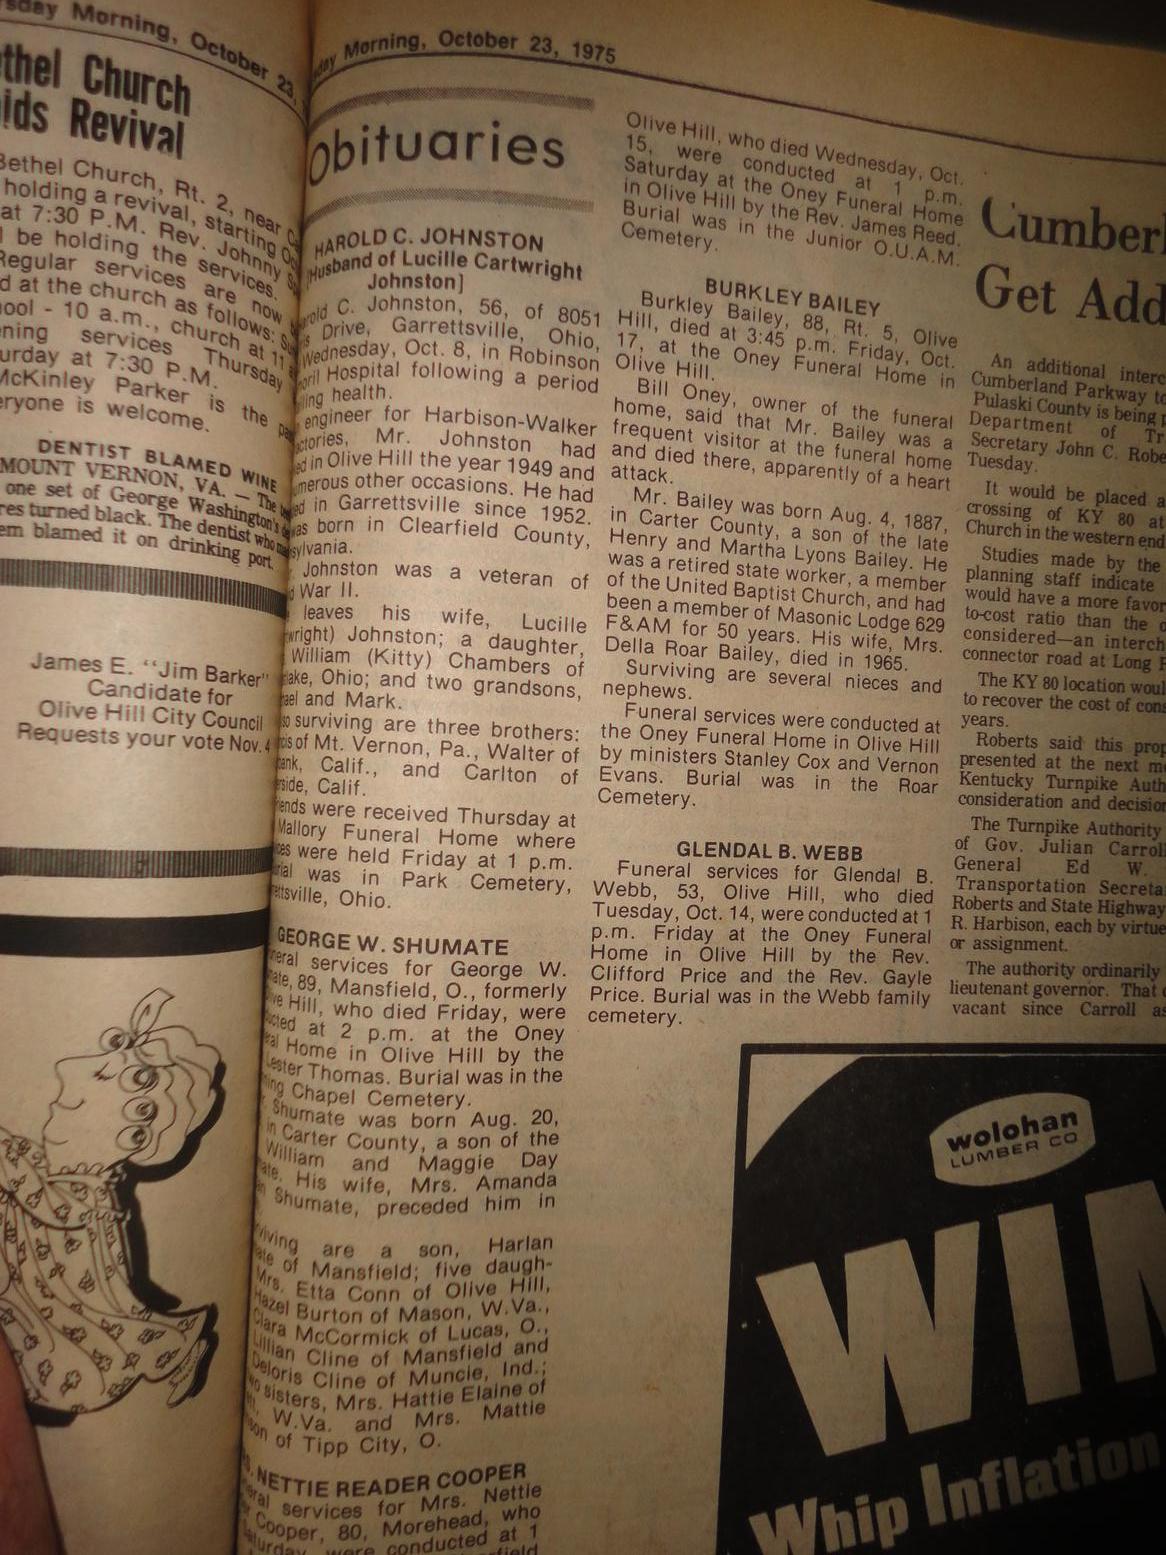 Morning, October 23,
Church
Revival
Bethel Church, Rt. 2, near
holding a revival, starting
at 7:30 P.M. Rev. Johnny
be holding the services.
Regular services are now
at the church as follows:
- 10 a.m., church at 11
services Thursday
at 7:30 P.M.
McKinley Parker is the
is welcome.
DENTIST BLAMED WINE
MOUNT VERNON, VA. — The
one set of George Washington's
turned black. The dentist who
blamed it on drinking port.
James E. "Jim Barker"
Candidate for
Olive Hill City Council
Requests your vote Nov. 4
Morning, October 23, 1975
Obituaries
HAROLD C. JOHNSTON
[Husband of Lucille Cartwright
Johnston]
C. Johnston, 56, of 8051
Drive, Garrettsville, Ohio,
Wednesday, Oct. 8, in Robinson
Hospital following a period
health.
engineer for Harbison-Walker
Mr. Johnston had
in Olive Hill the year 1949 and
other occasions. He had
in Garrettsville since 1952.
was born in Clearfield County,
Johnston was a veteran of
War II.
leaves his wife, Lucille
Johnston; a daughter,
William (Kitty) Chambers of
Ohio; and two grandsons,
and Mark.
surviving are three brothers:
of Mt. Vernon, Pa., Walter of
Calif., and Carlton of
Calif.
were received Thursday at
Mallory Funeral Home where
were held Friday at 1 p.m.
was in Park Cemetery,
Ohio.
GEORGE W. SHUMATE
services for George W.
89, Mansfield, O., formerly
Hill, who died Friday, were
at 2 p.m. at the Oney
Home in Olive Hill by the
Lester Thomas. Burial was in the
Chapel Cemetery.
Shumate was born Aug. 20,
in Carter County, a son of the
William and Maggie Day
His wife, Mrs. Amanda
Shumate, preceded him in
are a son, Harlan
of Mansfield; five daugh-
Mrs. Etta Conn of Olive Hill,
Hazel Burton of Mason, W.Va.,
Clara McCormick of Lucas, O.,
Lillian Cline of Mansfield and
Deloris Cline of Muncie, Ind.;
sisters, Mrs. Hattie Elaine of
W.Va. and Mrs. Mattie
of Tipp City, O.
NETTIE READER COOPER
services for Mrs. Nettie
Cooper, 80, Morehead, who
were conducted at 1
Olive Hill, who died Wednesday, Oct.
15, were conducted at 1 p.m.
Saturday at the Oney Funeral Home
in Olive Hill by the Rev. James Reed.
Burial was in the Junior O.U.A.M.
Cemetery.
BURKLEY BAILEY
Burkley Bailey, 88, Rt. 5, Olive
Hill, died at 3:45 p.m. Friday, Oct.
17, at the Oney Funeral Home in
Olive Hill.
Bill Oney, owner of the funeral
home, said that Mr. Bailey was a
frequent visitor at the funeral home
and died there, apparently of a heart
attack.
Mr. Bailey was born Aug. 4, 1887,
in Carter County, a son of the late
Henry and Martha Lyons Bailey. He
was a retired state worker, a member
of the United Baptist Church, and had
been a member of Masonic Lodge 629
F&AM for 50 years. His wife, Mrs.
Della Roar Bailey, died in 1965.
Surviving are several nieces and
nephews.
Funeral services were conducted at
the Oney Funeral Home in Olive Hill
by ministers Stanley Cox and Vernon
Evans. Burial was in the Roar
Cemetery.
GLENDAL B. WEBB
Funeral services for Glendal B.
Webb, 53, Olive Hill, who died
Tuesday, Oct. 14, were conducted at 1
p.m. Friday at the Oney Funeral
Home in Olive Hill by the Rev.
Clifford Price and the Rev. Gayle
Price. Burial was in the Webb family
cemetery.
Get
An additional
Cumberland Parkway to
Pulaski County is being
Department of
Secretary John C.
Tuesday.
It would be placed
crossing of KY 80 at
Church in the western end
Studies made by the
planning staff indicate
would have a more
to-cost ratio than the
considered—an
connector road at Long
The KY 80 location
to recover the cost of
years.
Roberts said this
presented at the next
Kentucky Turnpike
consideration and
The Turnpike Authority
of Gov. Julian Carroll
General Ed W.
Transportation
Roberts and State Highway
R. Harbison, each by virtue
or assignment.
The authority ordinarily
lieutenant governor. That
vacant since Carroll
wolohan
LUMBER CO
WIN
Whip Inflation